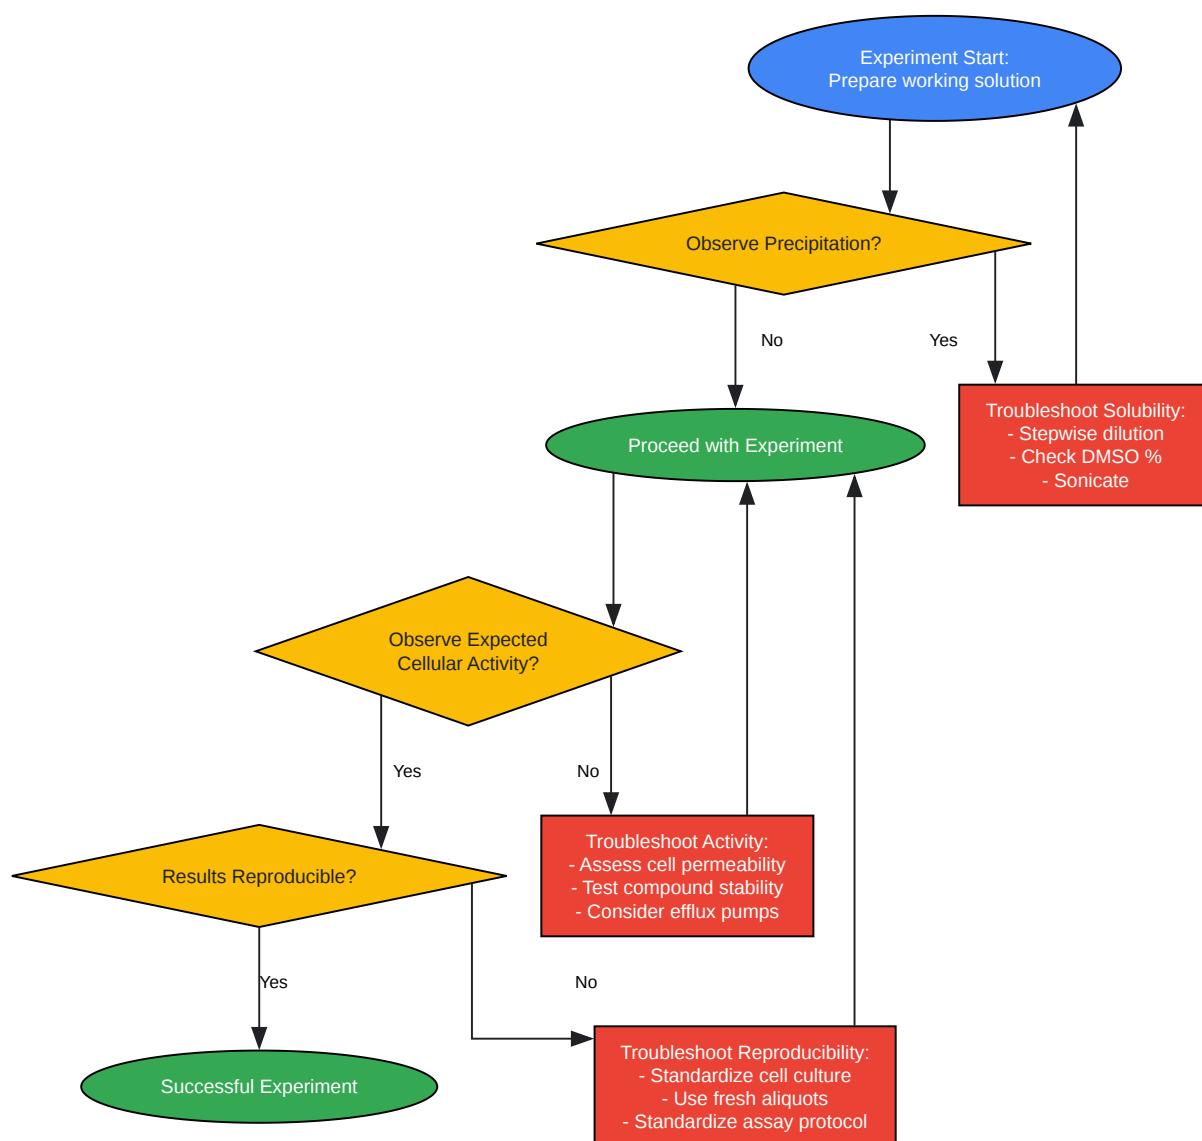 Experiment Start:
Prepare working solution
Observe Precipitation?
No
Yes
Troubleshoot Solubility:
- Stepwise dilution
- Check DMSO %
- Sonicate
Proceed with Experiment
Observe Expected
Cellular Activity?
Yes
No
Troubleshoot Activity:
- Assess cell permeability
- Test compound stability
- Consider efflux pumps
Results Reproducible?
Yes
No
Troubleshoot Reproducibility:
- Standardize cell culture
- Use fresh aliquots
- Standardize assay protocol
Successful Experiment